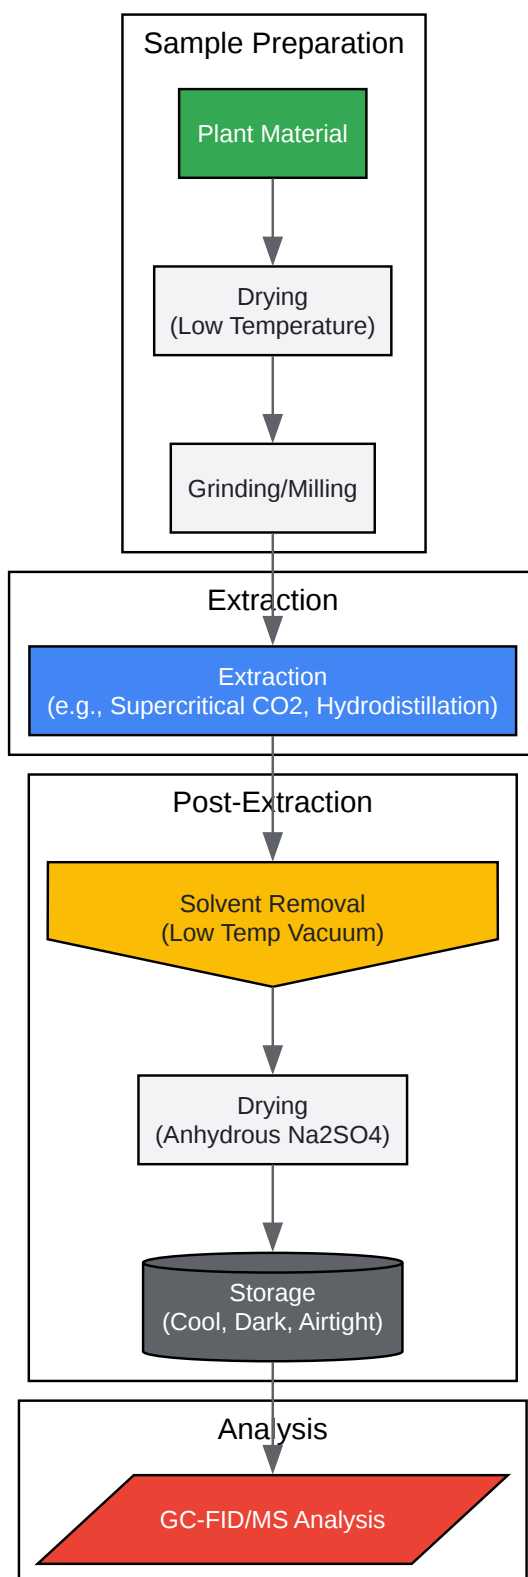 Sample Preparation
Plant Material
Drying
(Low Temperature)
Grinding/Milling
Extraction
Extraction
(e.g., Supercritical CO2, Hydrodistillation)
Post-Extraction
Solvent Removal
(Low Temp Vacuum)
Drying
(Anhydrous Na2SO4)
Storage
(Cool, Dark, Airtight)
Analysis
GC-FID/MS Analysis